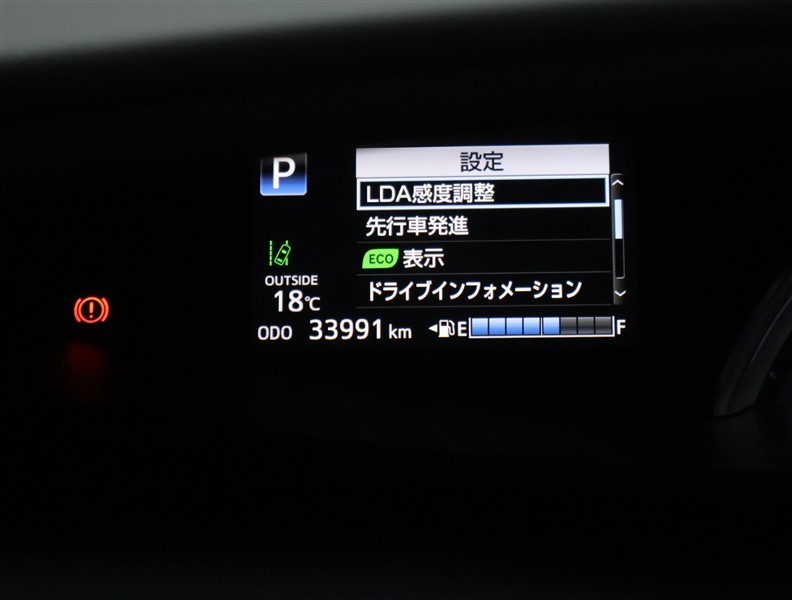 P
設定
LDA感度調整
先行車発進
ECO 表示
ドライブインフォメーション
OUTSIDE
18℃
ODO 33991 km E F